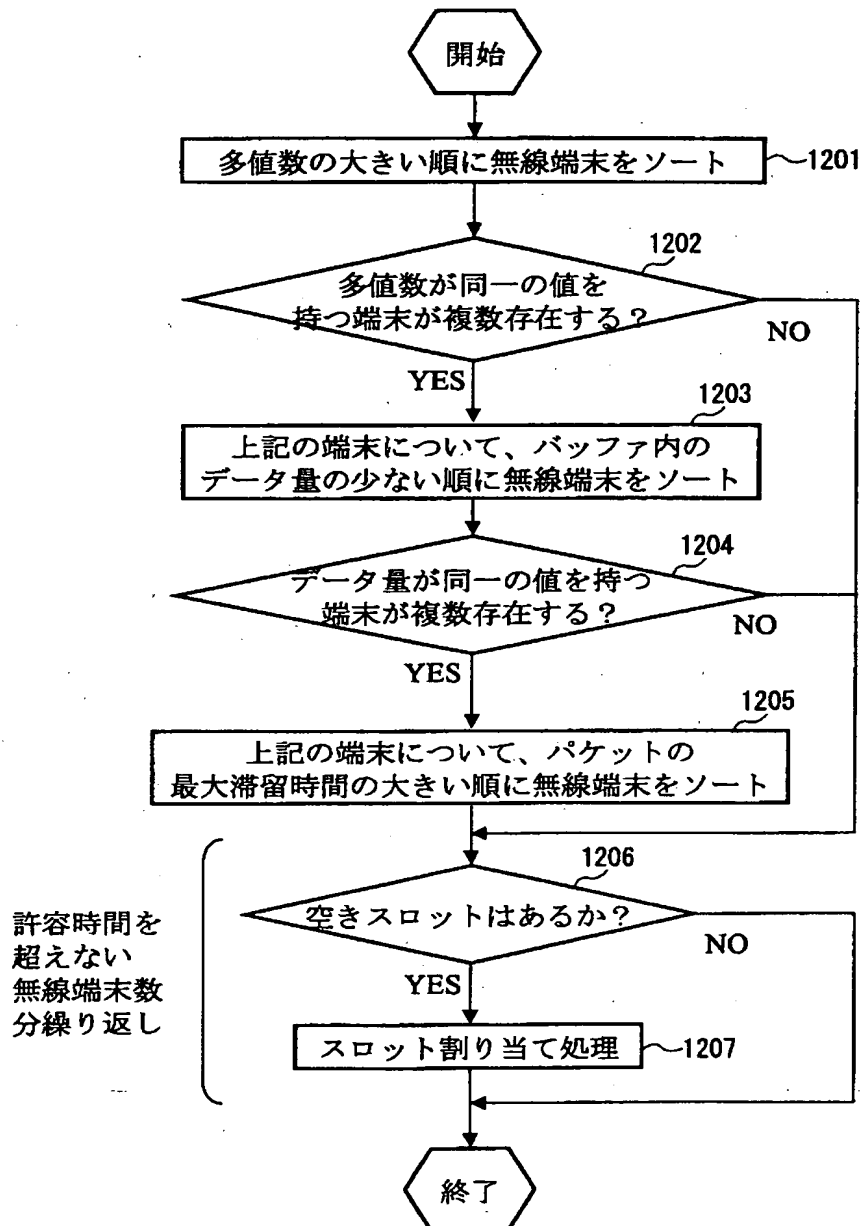 開始
多値数の大きい順に無線端末をソート
1201
1202
多値数が同一の値を
持つ端末が複数存在する?
NO
YES
1203
上記の端末について、バッファ内の
データ量の少ない順に無線端末をソート
1204
データ量が同一の値を持つ
端末が複数存在する?
NO
YES
1205
上記の端末について、パケットの
最大滞留時間の大きい順に無線端末をソート
1206
空きスロットはあるか?
NO
YES
許容時間を
超えない
無線端末数
分繰り返し
スロット割り当て処理
1207
終了